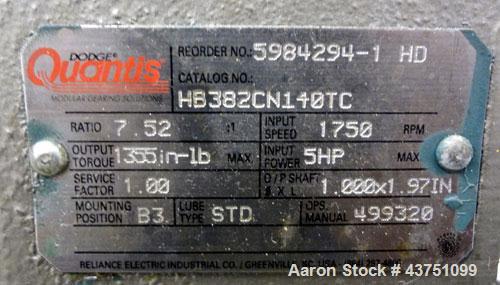 DODGE®
Quantis
MODULAR GEARING SOLUTIONS
REORDER NO.: 5984294-1 HD
CATALOG NO.:
HB382CN140TC
RATIO 7.52 :1 INPUT SPEED 1750 RPM
OUTPUT TORQUE 1355in-lb MAX INPUT POWER 5HP MAX
SERVICE FACTOR 1.00 O/P SHAFT S X L 1.000x1.97IN
MOUNTING POSITION B3 LUBE TYPE STD OPS. MANUAL 499320
RELIANCE ELECTRIC INDUSTRIAL CO. / GREENVILLE,
Aaron Stock # 43751099